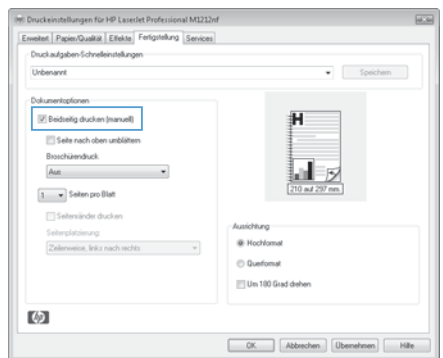 Druckeinstellungen für HP LaserJet Professional M1212nf
Erweitert Papier/Qualität Effekte Fertigstellung Services
Druckaufgaben-Schnelleinstellungen
Unbenannt Speichern
Dokumentoptionen
Beidseitig drucken (manuell)
Seite nach oben umblättern
Broschürendruck
Aus
1 Seiten pro Blatt
Seitenränder drucken
Seitenplatzierung:
Zeilenweise, links nach rechts
H
210 auf 297 mm
Ausrichtung
Hochformat
Querformat
Um 180 Grad drehen
hp
OK Abbrechen Übernehmen Hilfe